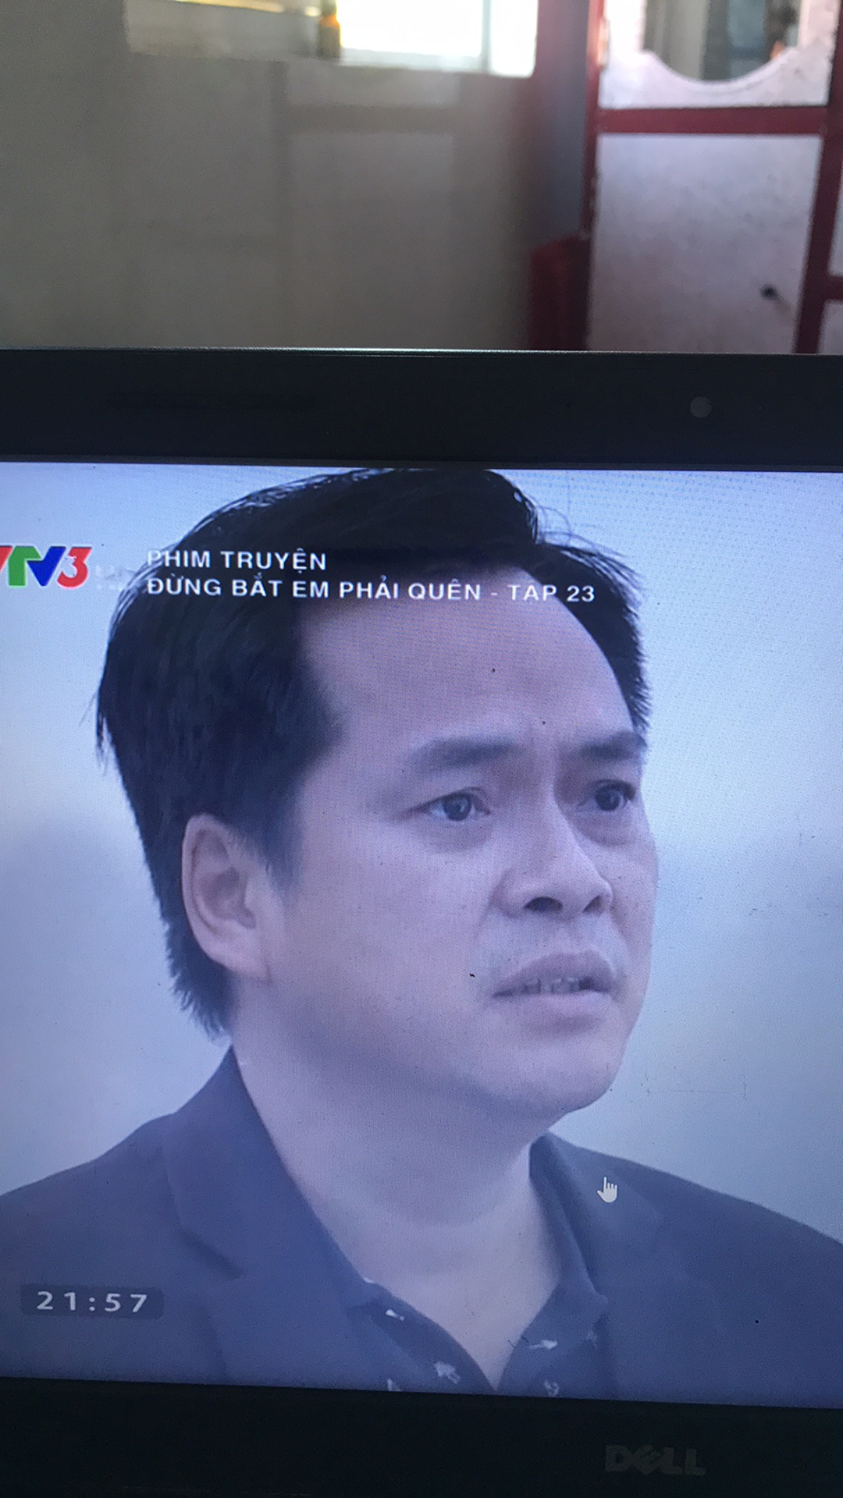 VTV3
PHIM TRUYỆN
ĐỪNG BẮT EM PHẢI QUÊN - TẬP 23
21:57
DELL